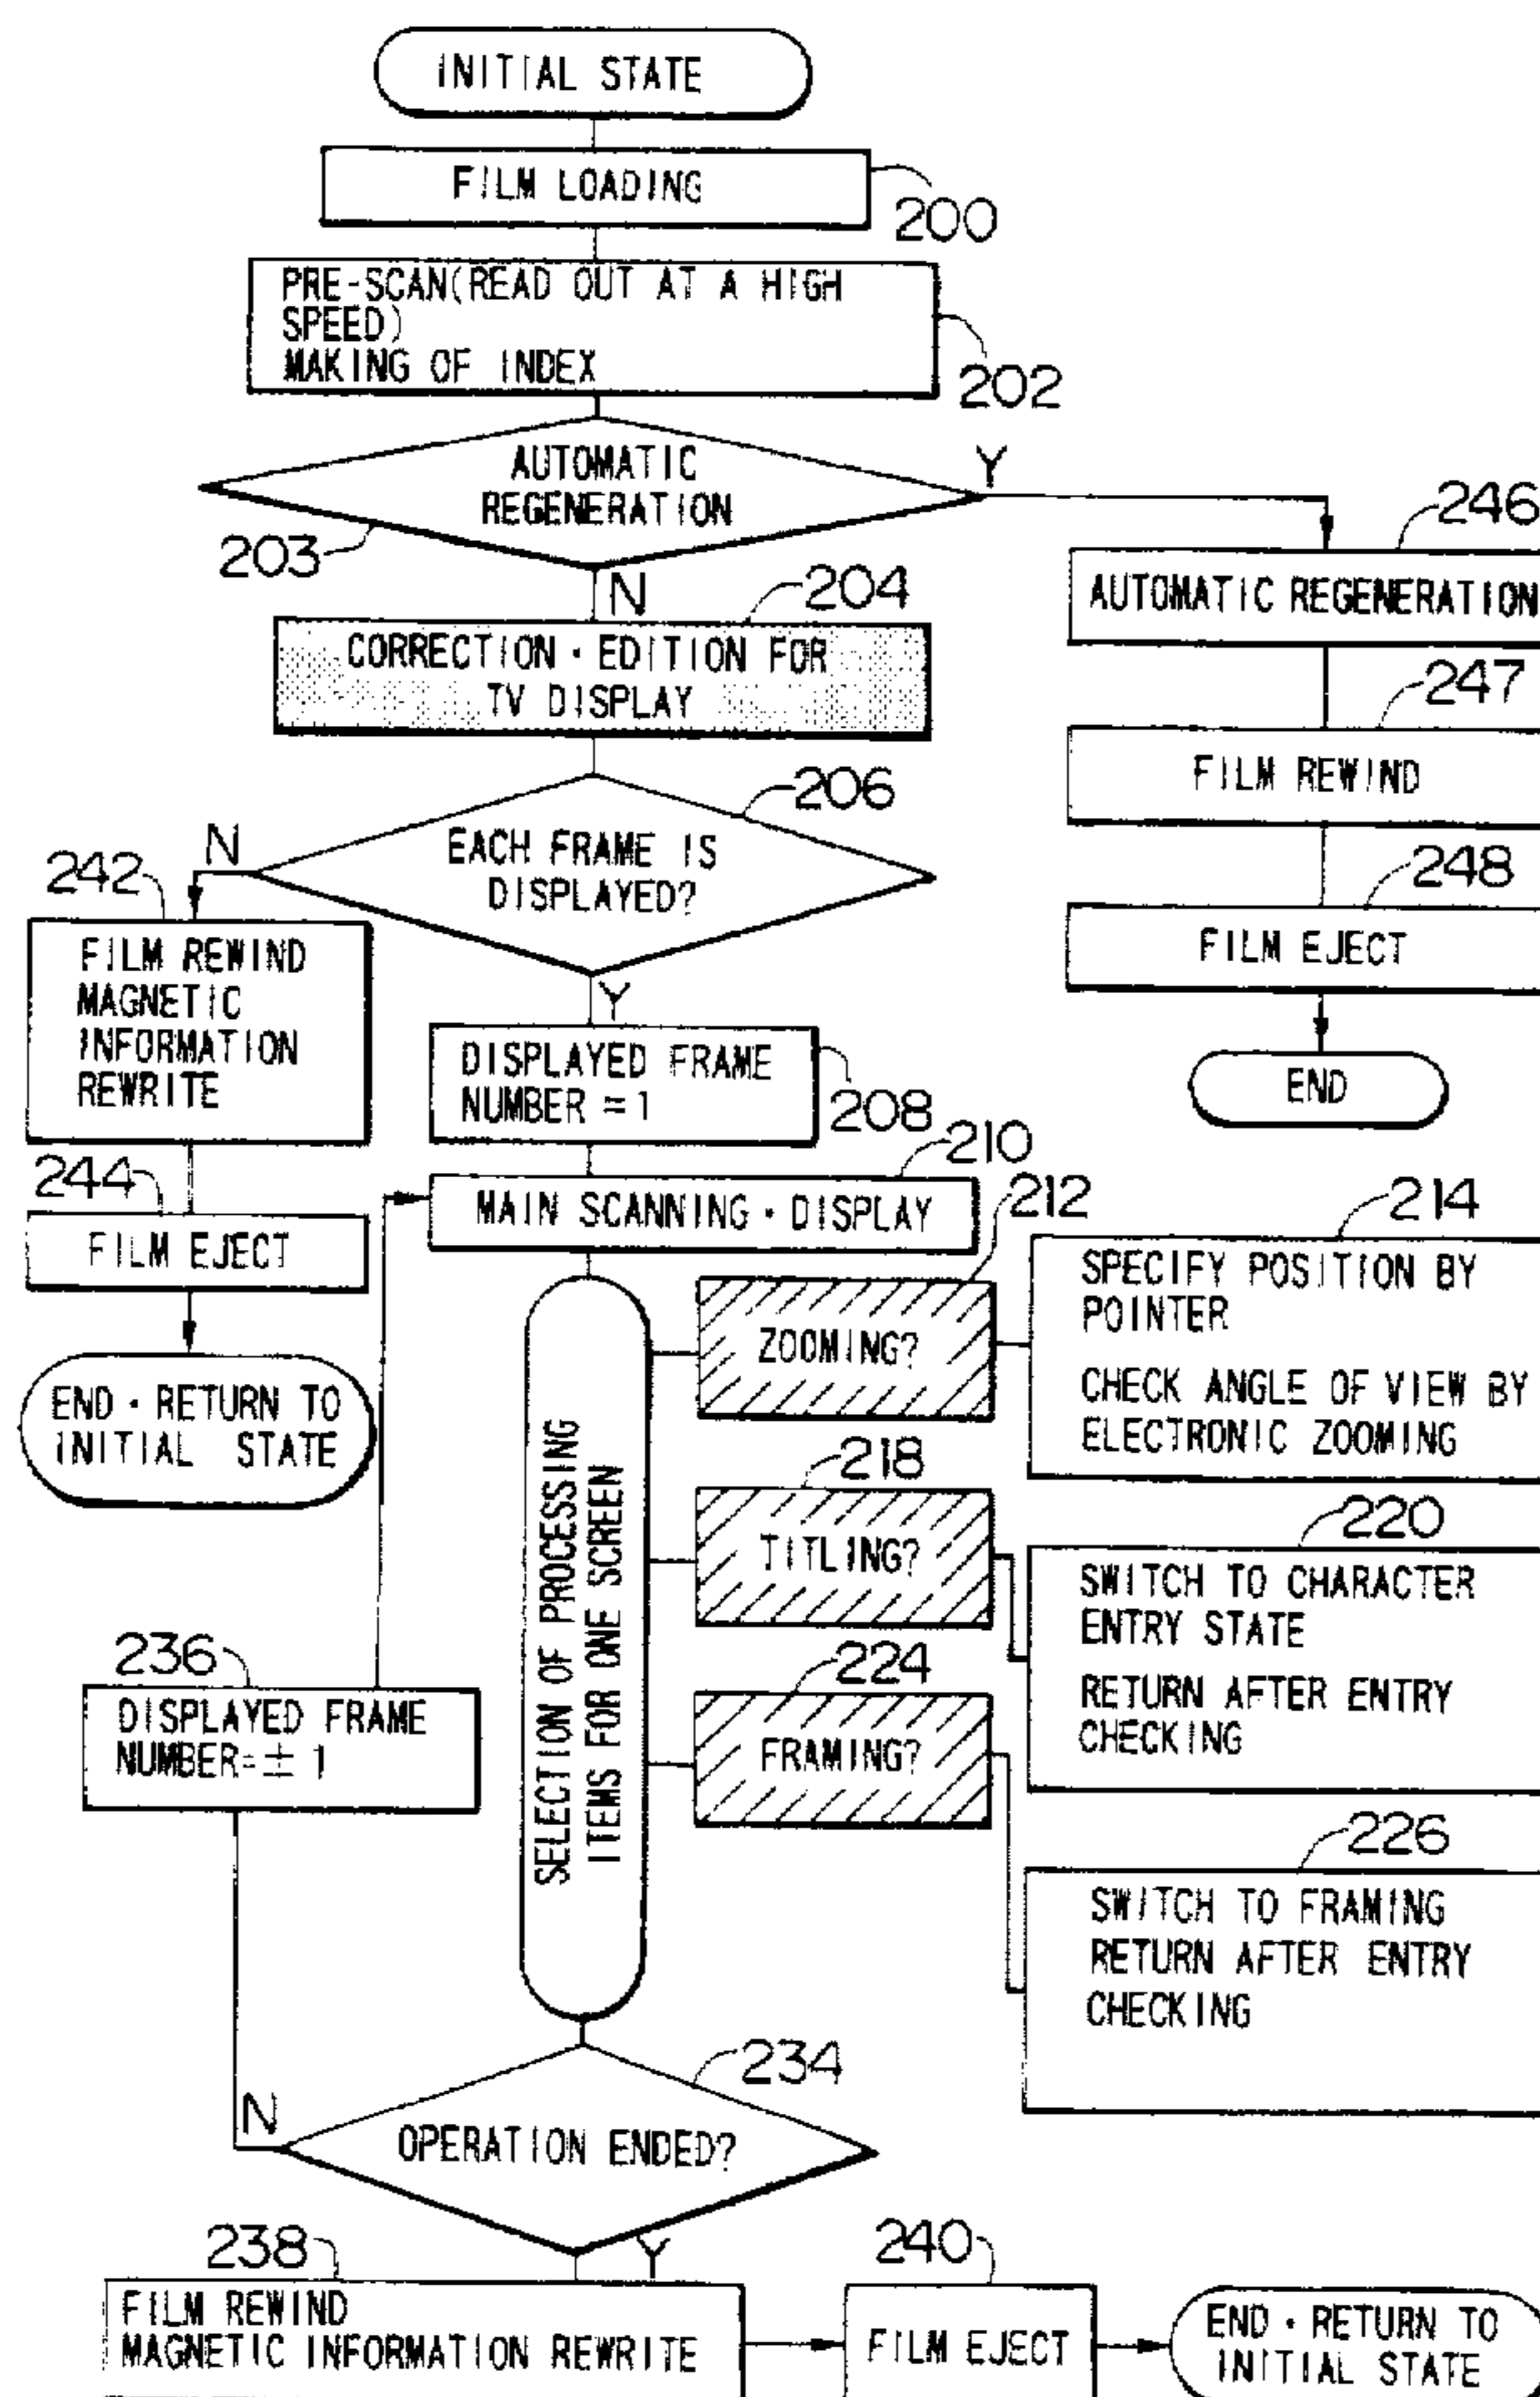 INITIAL STATE
FILM LOADING
200
PRE-SCAN(READ OUT AT A HIGH
SPEED)
MAKING OF INDEX
202
AUTOMATIC
REGENERATION
Y
203
N
246
AUTOMATIC REGENERATION
204
CORRECTION · EDITION FOR
TV DISPLAY
247
FILM REWIND
206
EACH FRAME IS
DISPLAYED?
N
Y
248
FILM EJECT
END
242
FILM REWIND
MAGNETIC
INFORMATION
REWRITE
244
FILM EJECT
END · RETURN TO
INITIAL STATE
DISPLAYED FRAME
NUMBER = 1
208
210
MAIN SCANNING · DISPLAY
SELECTION OF PROCESSING
ITEMS FOR ONE SCREEN
212
ZOOMING?
214
SPECIFY POSITION BY
POINTER
CHECK ANGLE OF VIEW BY
ELECTRONIC ZOOMING
218
TITLING?
220
SWITCH TO CHARACTER
ENTRY STATE
RETURN AFTER ENTRY
CHECKING
224
FRAMING?
226
SWITCH TO FRAMING
RETURN AFTER ENTRY
CHECKING
236
DISPLAYED FRAME
NUMBER=± 1
234
OPERATION ENDED?
N
Y
238
FILM REWIND
MAGNETIC INFORMATION REWRITE
240
FILM EJECT
END · RETURN TO
INITIAL STATE